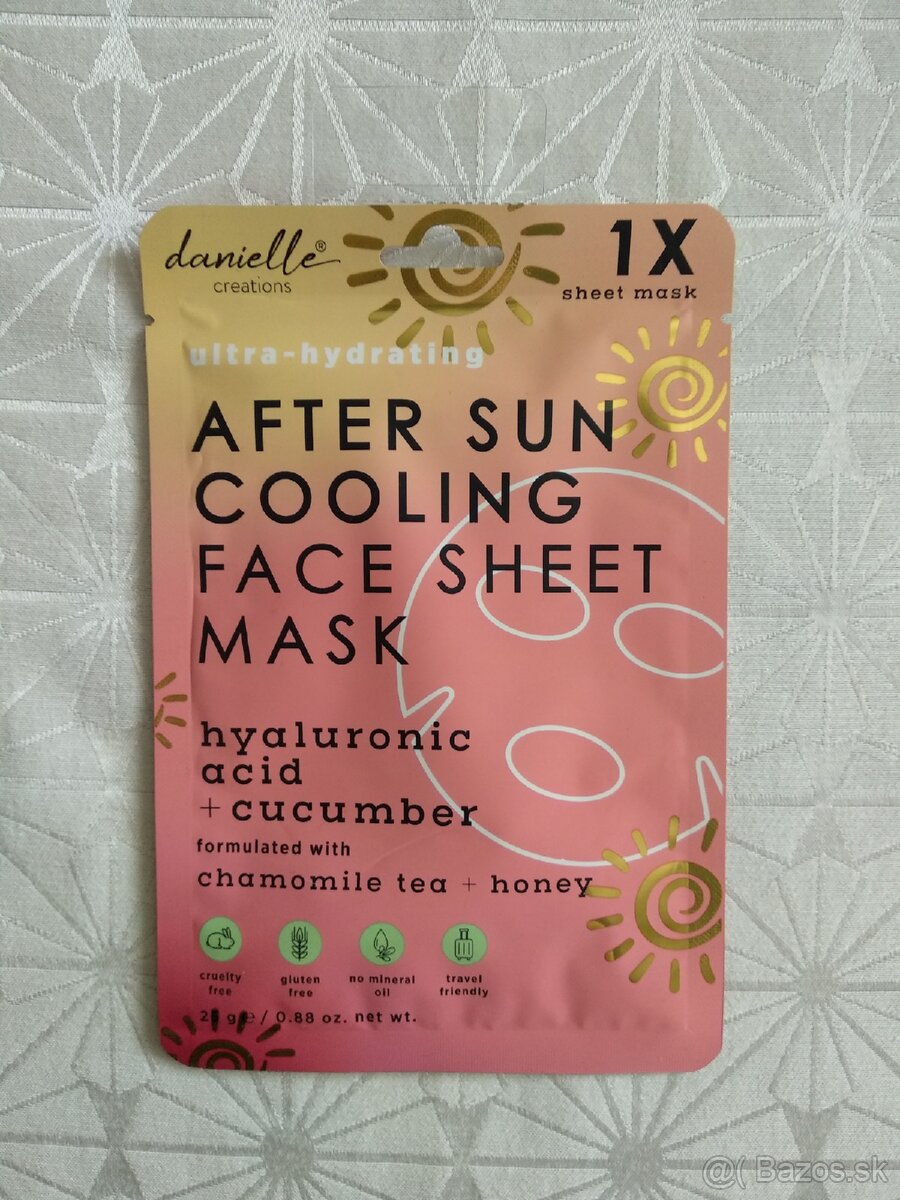 danielle®
creations
1X
sheet mask
ultra-hydrating
AFTER SUN
COOLING
FACE SHEET
MASK
hyaluronic
acid
+ cucumber
formulated with
chamomile tea + honey
cruelty
free
gluten
free
no mineral
oil
travel
friendly
/ 0.88 oz. net wt.
@( Bazos.sk